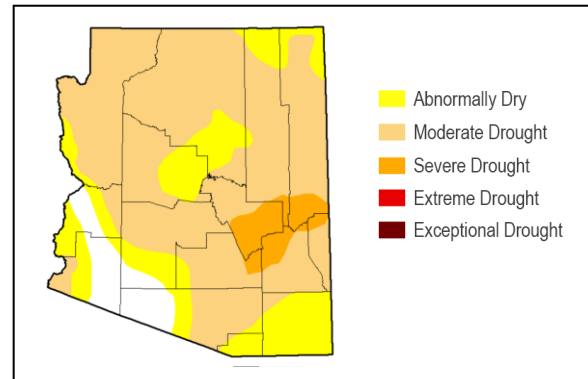 Abnormally Dry
Moderate Drought
Severe Drought
Extreme Drought
Exceptional Drought